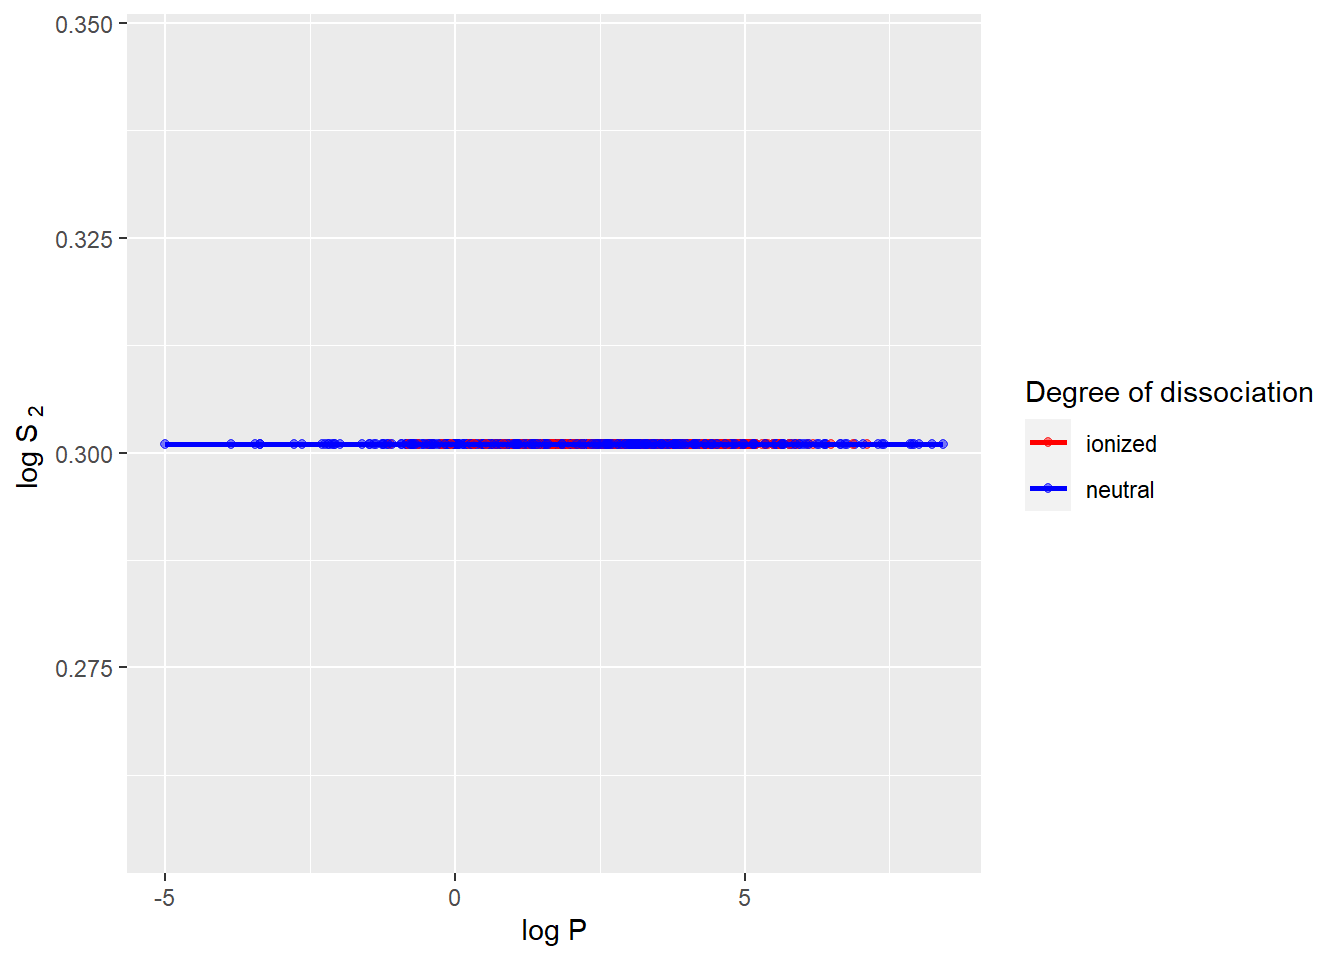 0.350
0.325
0.300
0.275
log S 2
-5 0 5
log P
Degree of dissociation
ionized
neutral